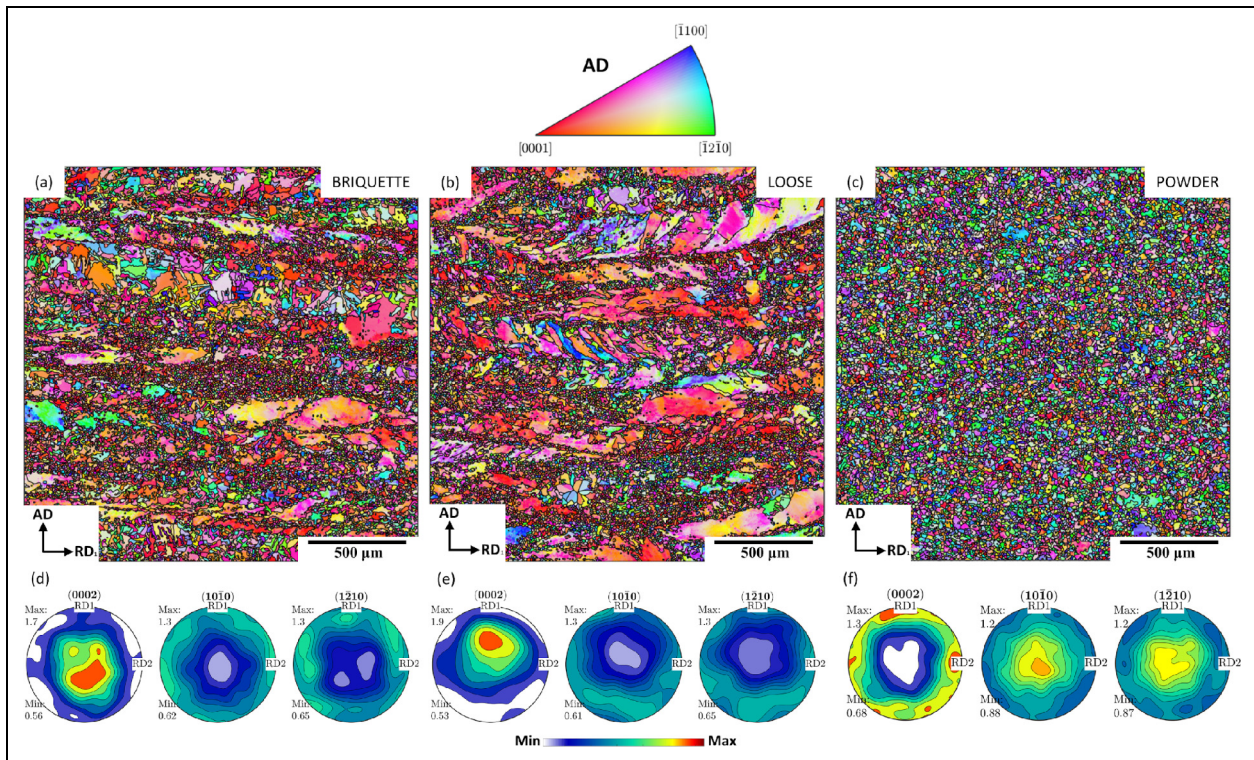 [1̄100]
AD
[0001]
[1̄21̄0]
(a)
BRIQUETTE
(b)
LOOSE
(c)
POWDER
AD
RD₁
500 μm
AD
RD₁
500 μm
AD
RD₁
500 μm
(d)
(0002)
RD1
Max:
1.7
Min:
0.56
(101̄0)
RD1
Max:
1.3
Min:
0.62
(12̄10)
RD1
Max:
1.3
RD2
Min:
0.65
(e)
(0002)
RD1
Max:
1.9
Min:
0.53
(101̄0)
RD1
Max:
1.3
Min:
0.61
(12̄10)
RD1
Max:
1.3
RD2
Min:
0.65
(f)
(0002)
RD1
Max:
1.3
RD2
Min:
0.68
(101̄0)
RD1
Max:
1.2
RD2
Min:
0.88
(12̄10)
RD1
Max:
1.2
RD2
Min:
0.87
Min
Max